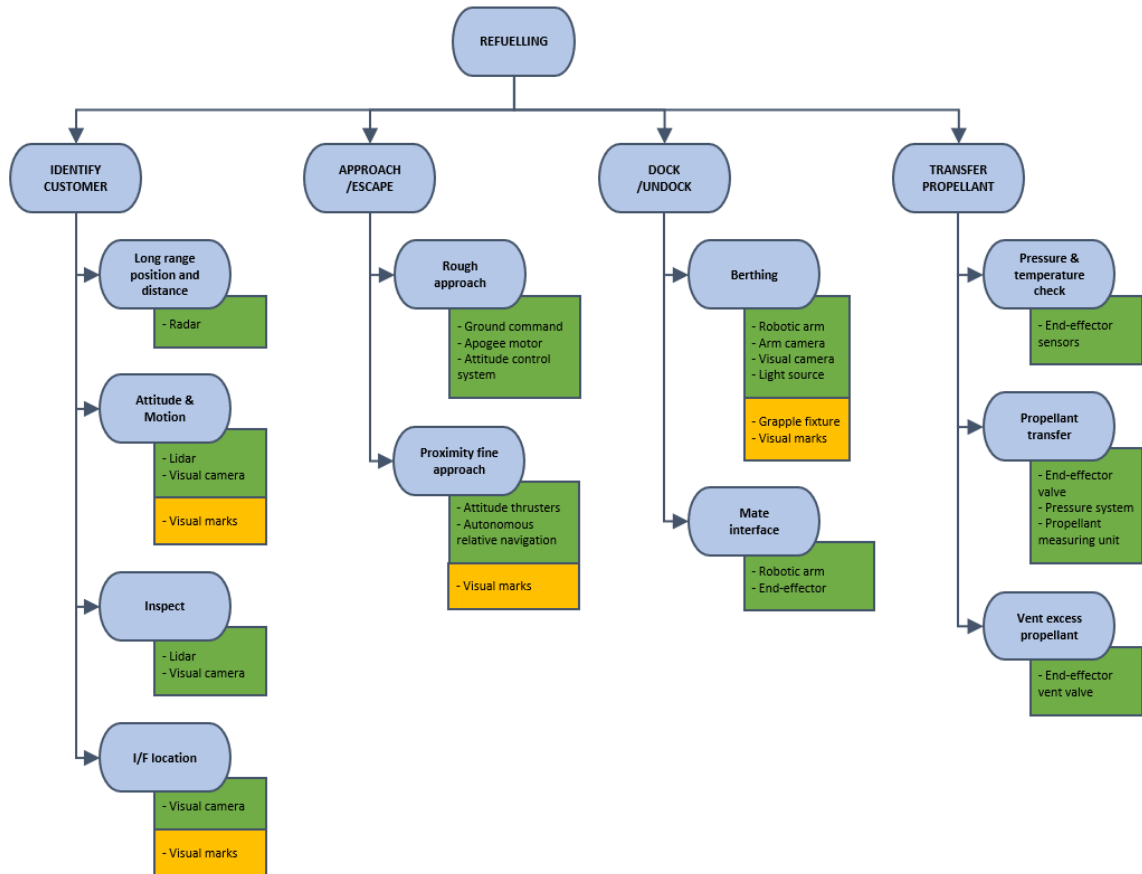 REFUELLING
IDENTIFY
CUSTOMER
Long range
position and
distance
- Radar
Attitude &
Motion
- Lidar
- Visual camera
- Visual marks
Inspect
- Lidar
- Visual camera
I/F location
- Visual camera
- Visual marks
APPROACH
/ESCAPE
Rough
approach
- Ground command
- Apogee motor
- Attitude control
system
Proximity fine
approach
- Attitude thrusters
- Autonomous
relative navigation
- Visual marks
DOCK
/UNDOCK
Berthing
- Robotic arm
- Arm camera
- Visual camera
- Light source
- Grapple fixture
- Visual marks
Mate
interface
- Robotic arm
- End-effector
TRANSFER
PROPELLANT
Pressure &
temperature
check
- End-effector
sensors
Propellant
transfer
- End-effector
valve
- Pressure system
- Propellant
measuring unit
Vent excess
propellant
- End-effector
vent valve